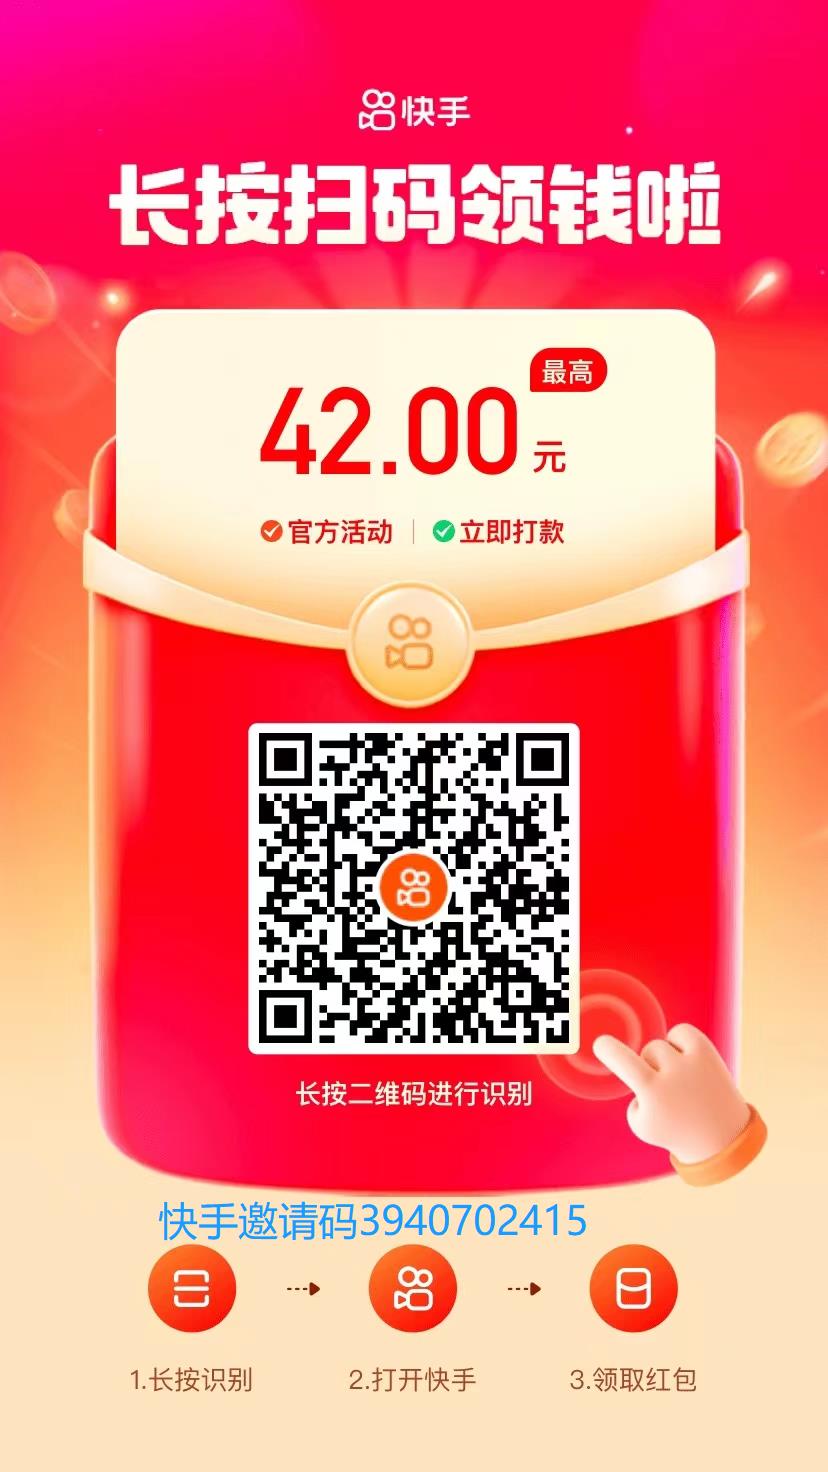 快手
长按扫码领钱啦
最高
42.00元
官方活动 立即打款
长按二维码进行识别
快手邀请码3940702415
1.长按识别 2.打开快手 3.领取红包